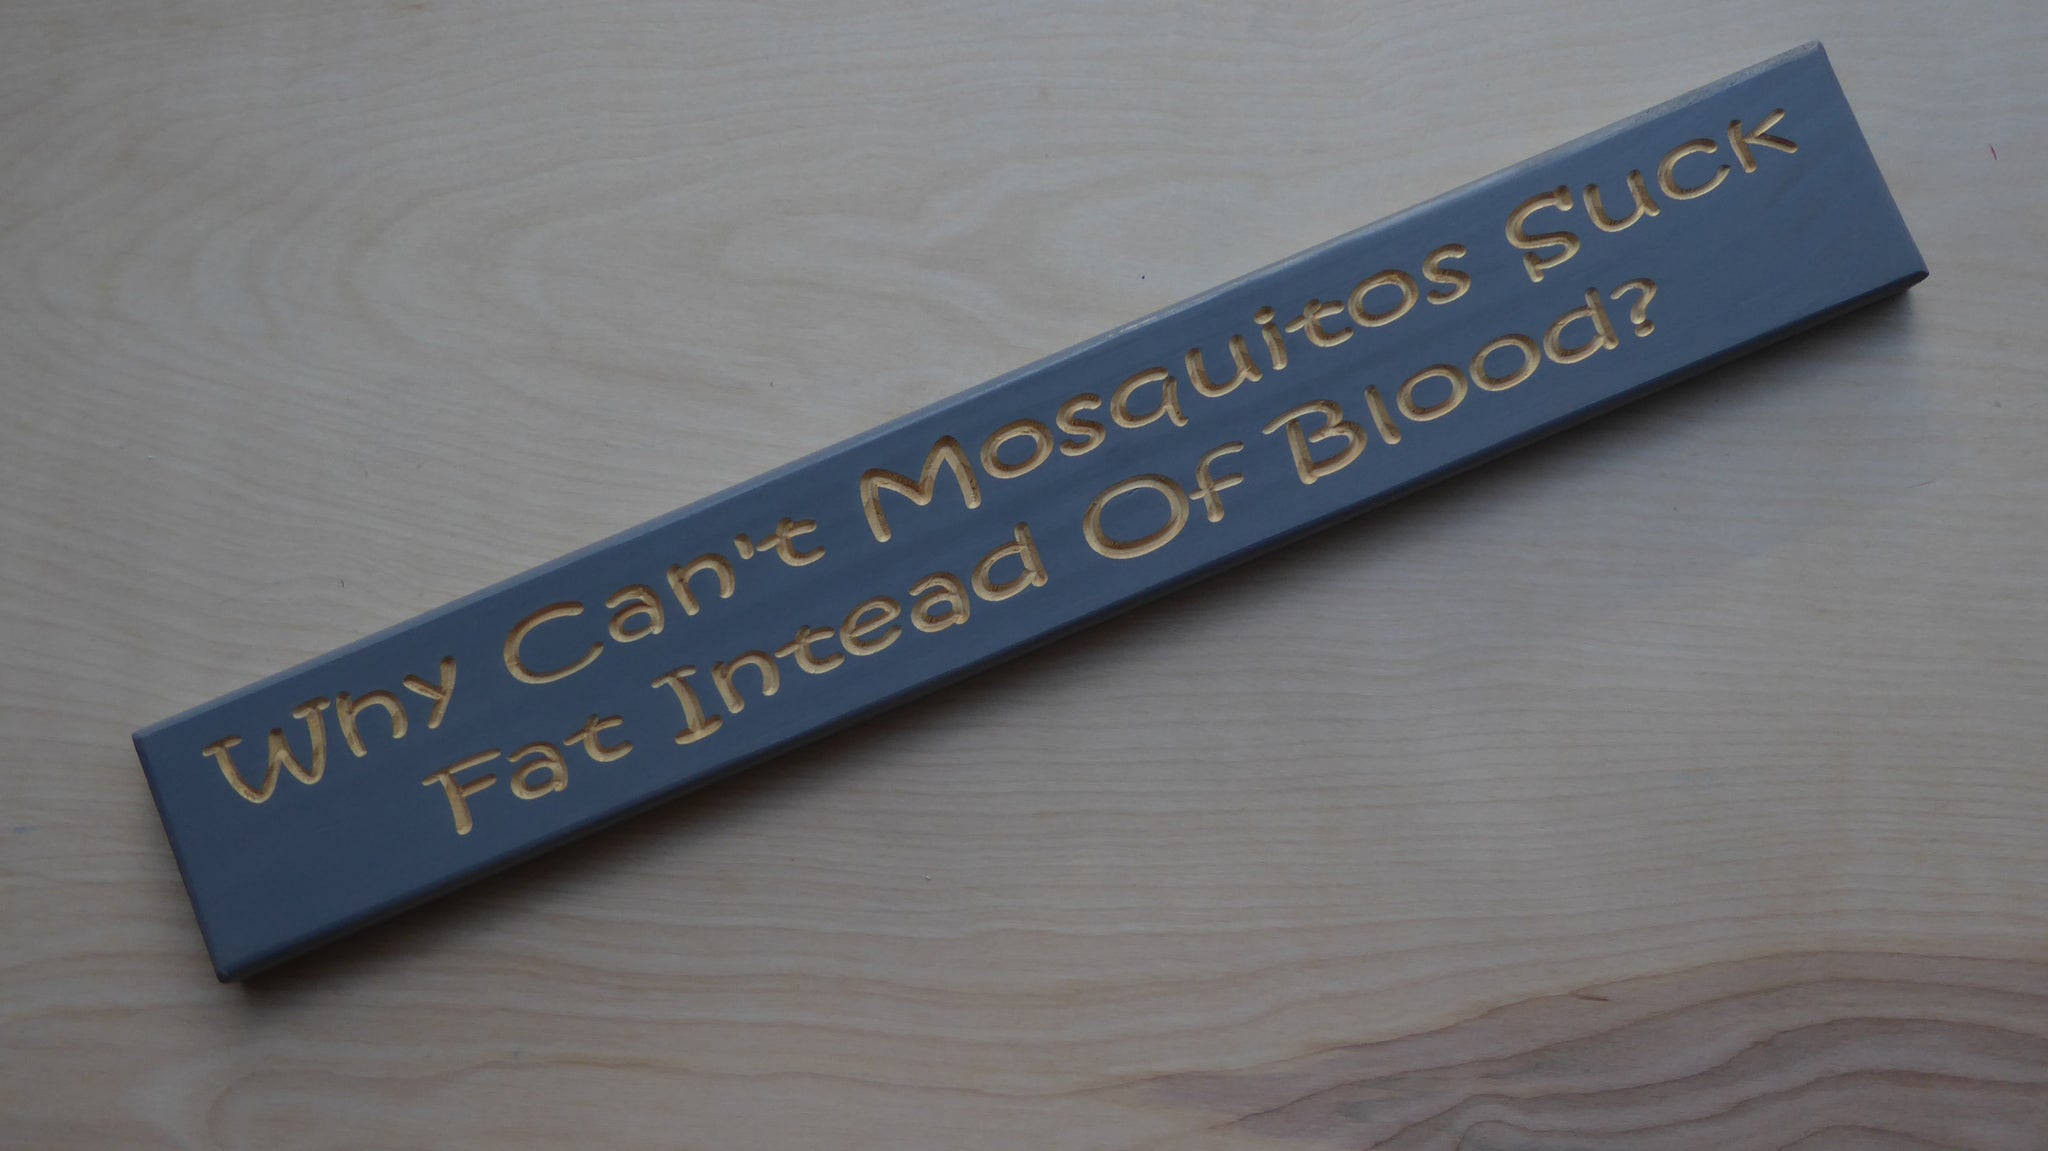 Why Can't Mosquitos Suck
Fat Intead Of Blood?